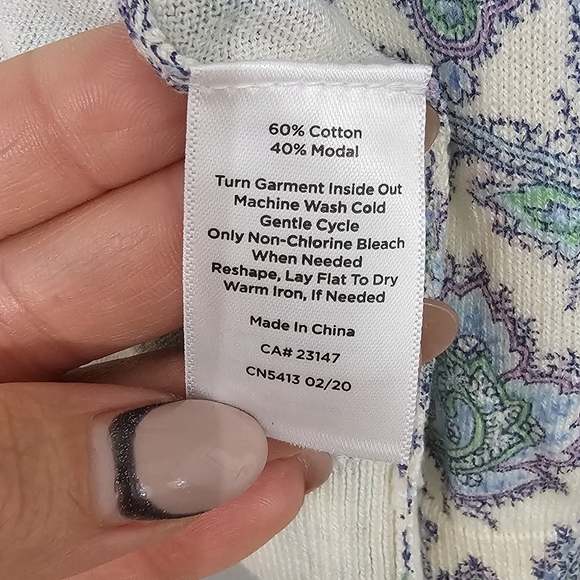 60% Cotton
40% Modal
Turn Garment Inside Out
Machine Wash Cold
Gentle Cycle
Only Non-Chlorine Bleach
When Needed
Reshape, Lay Flat To Dry
Warm Iron, If Needed
Made In China
CA# 23147
CN5413 02/20